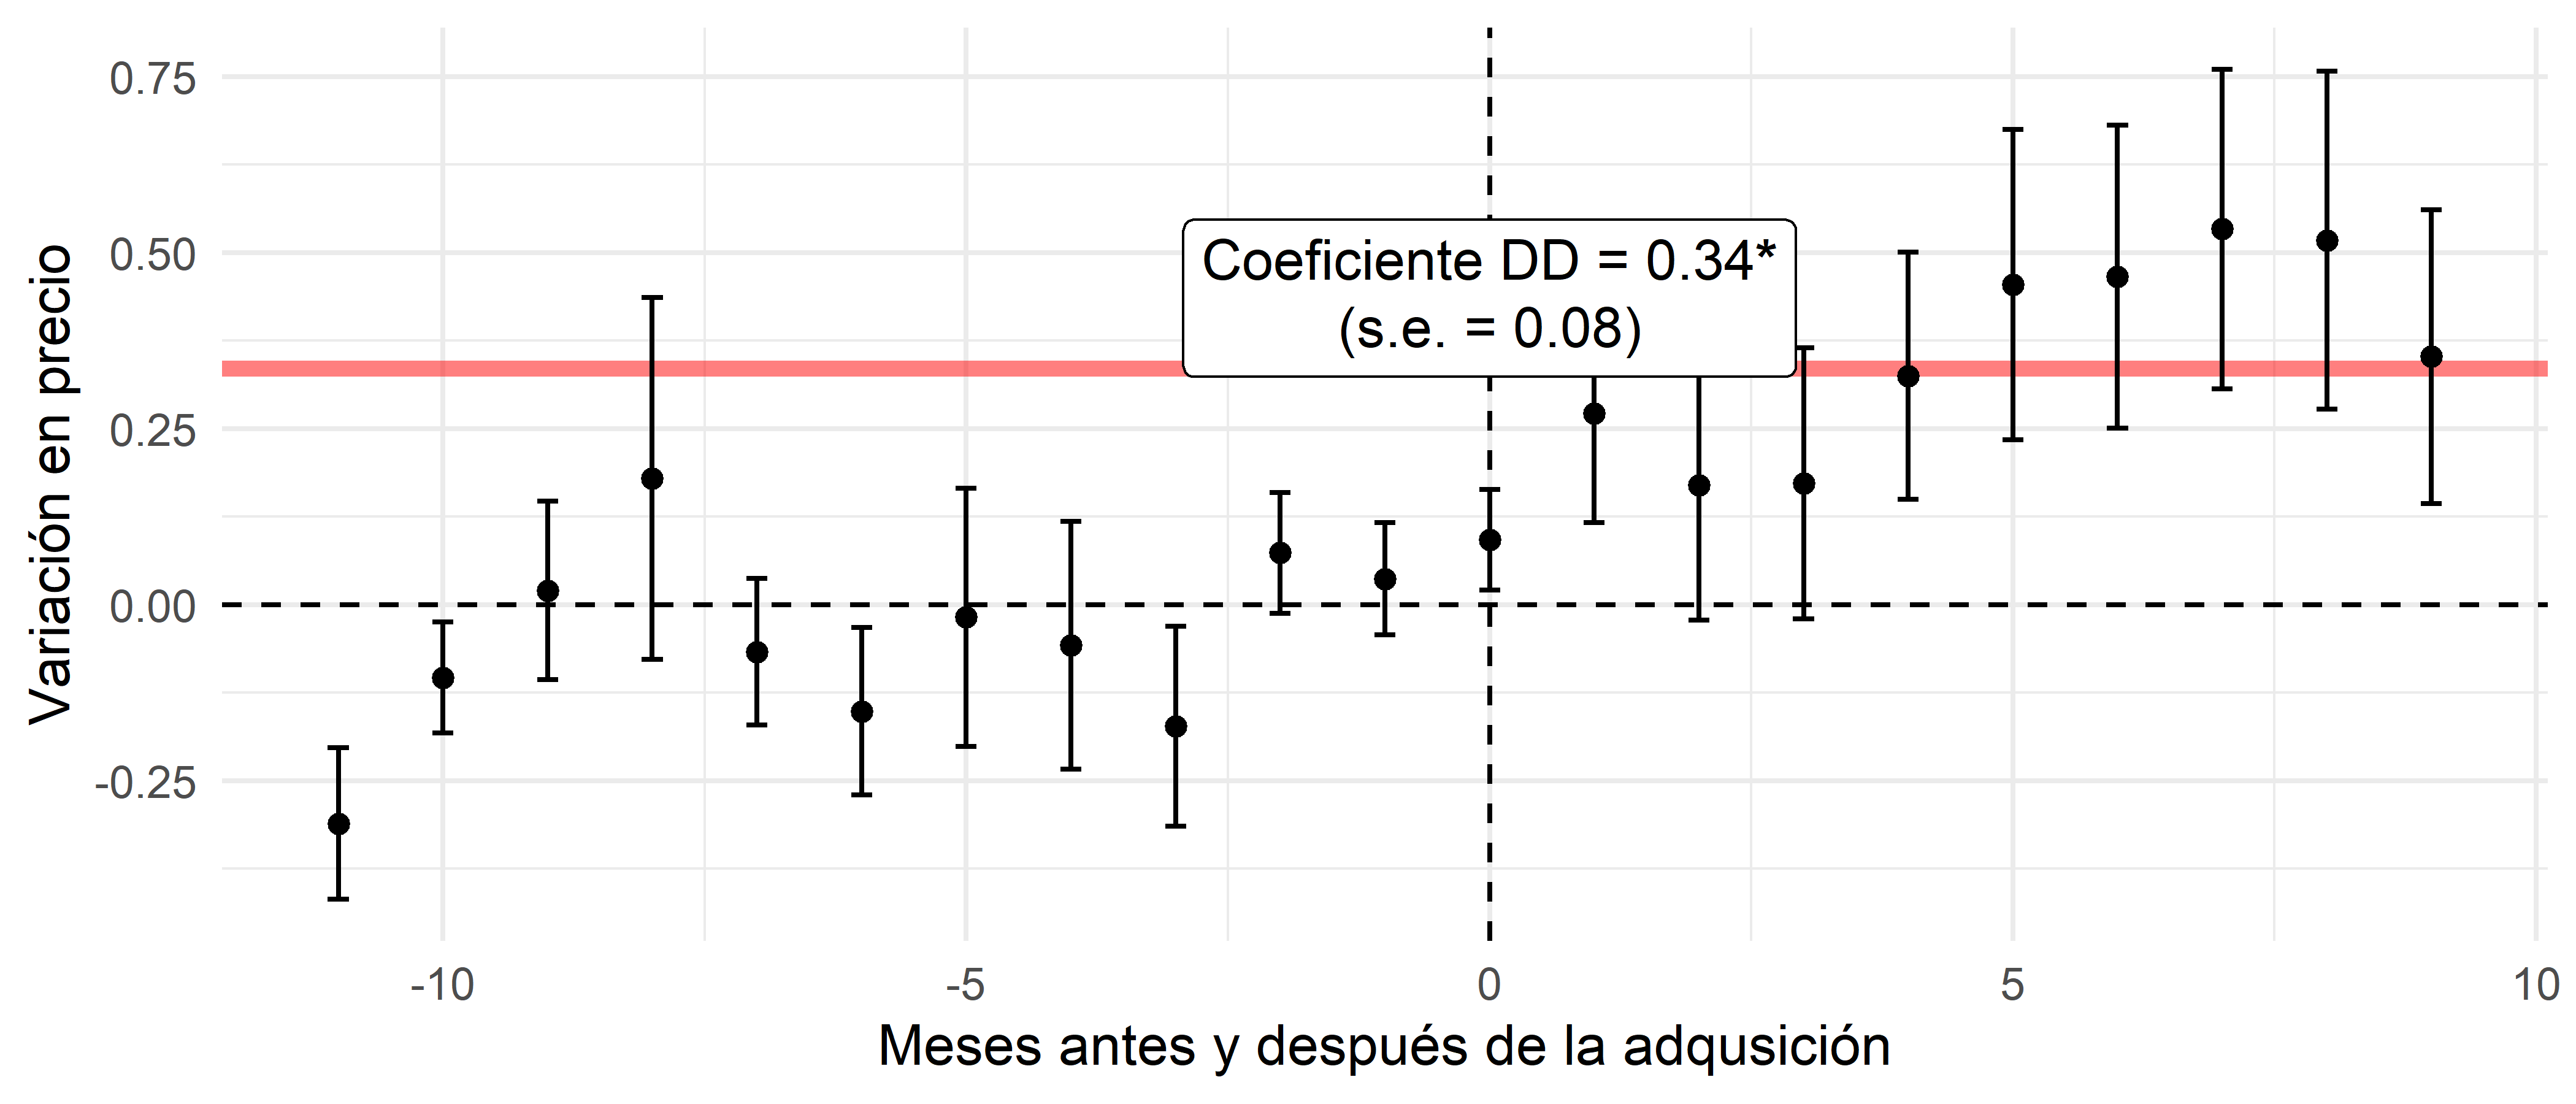 Variación en precio
0.75
0.50
0.25
0.00
-0.25
Coeficiente DD = 0.34*
(s.e. = 0.08)
-10
-5
0
5
10
Meses antes y después de la adqusición